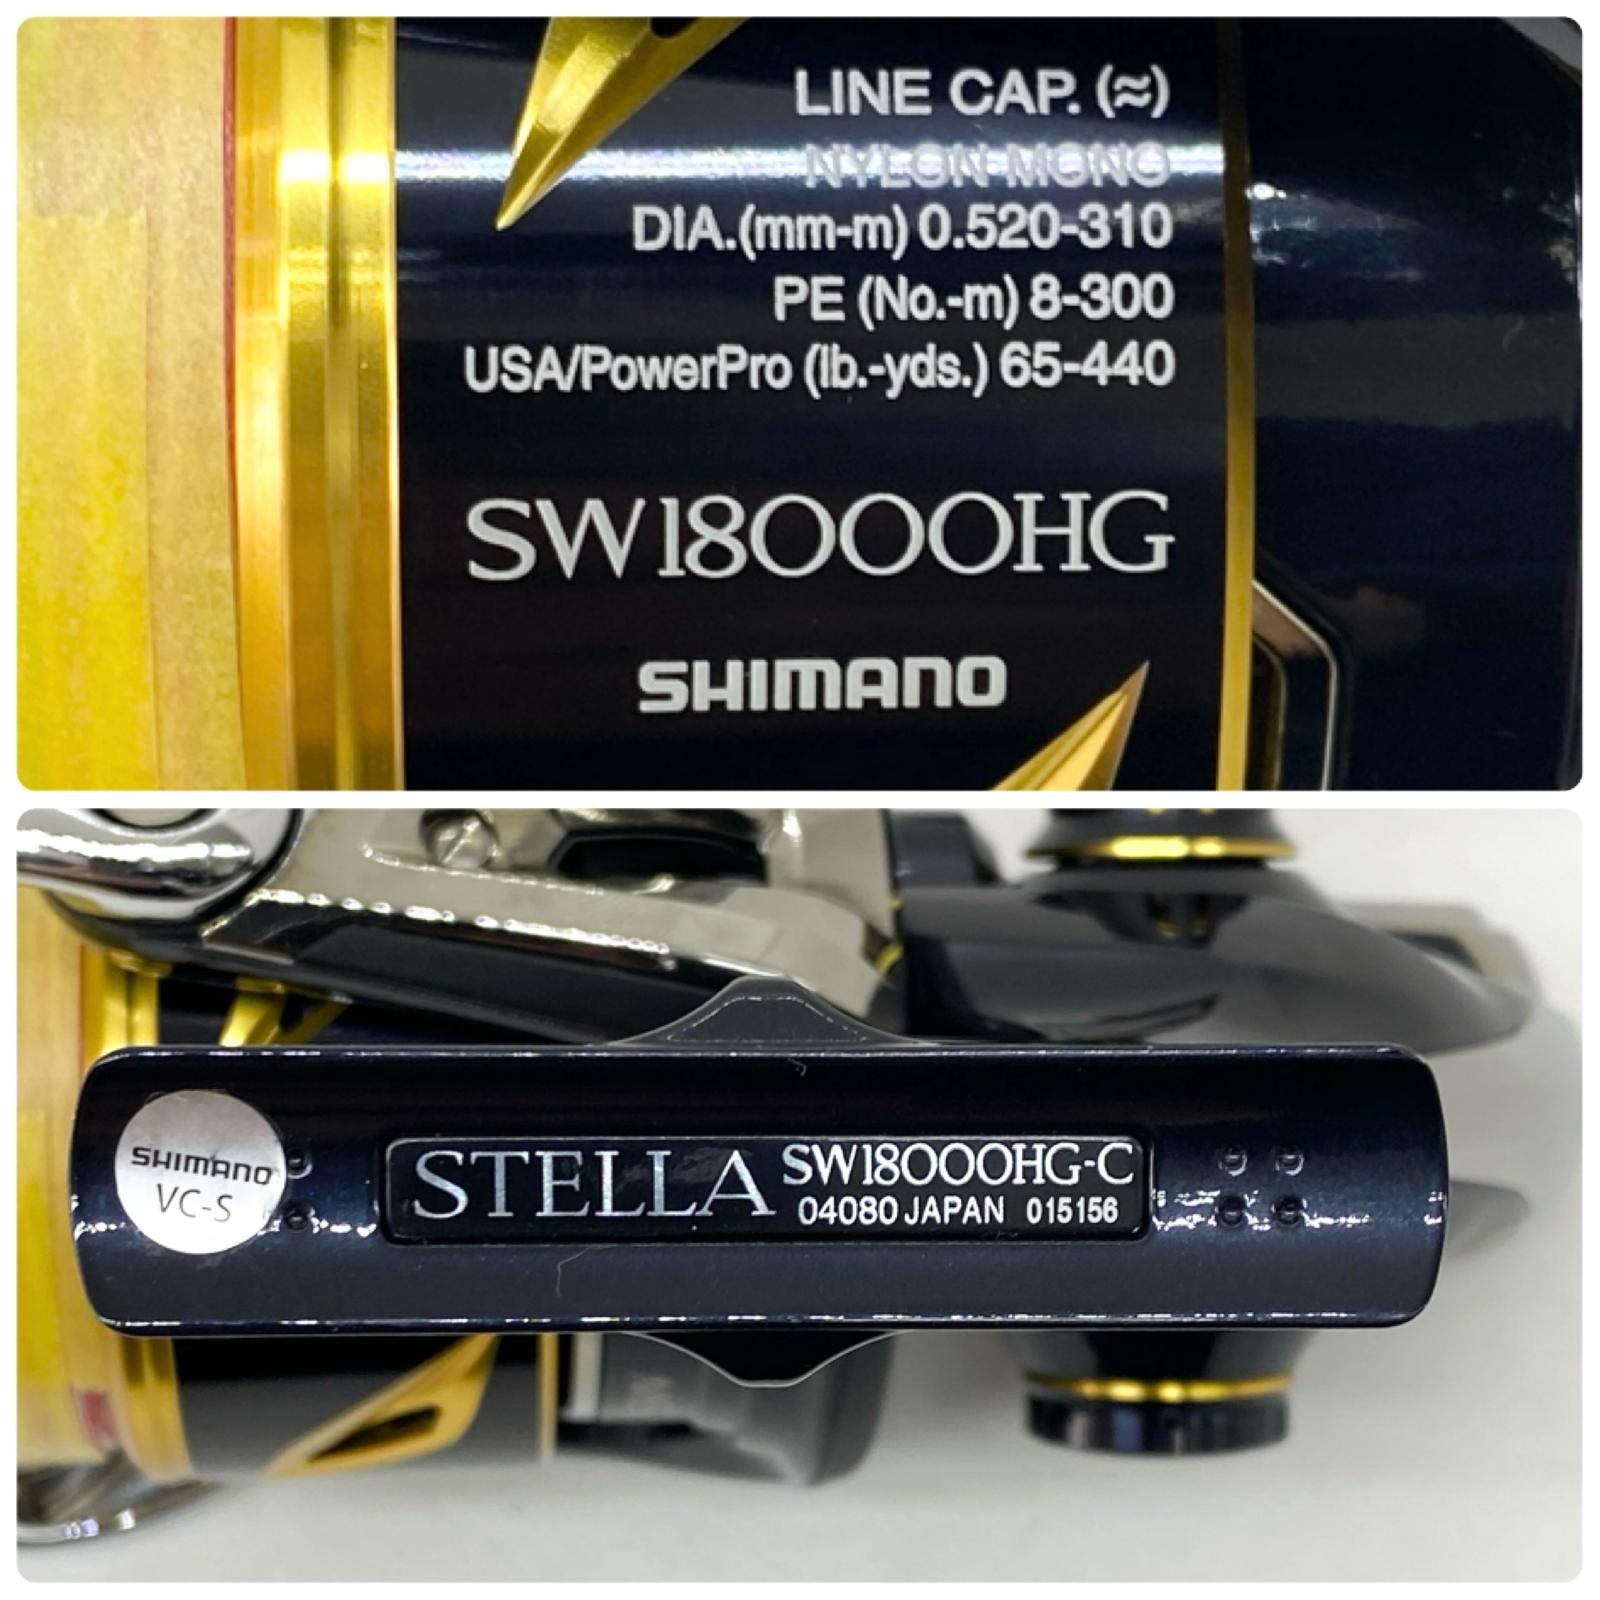 LINE CAP. (≈)
NYLON MONO
DIA.(mm-m) 0.520-310
PE (No.-m) 8-300
USA/PowerPro (lb.-yds.) 65-440
SW18000HG
SHIMANO
SHIMANO
VC-S
STELLA SW18000HG-C
04080 JAPAN 015156